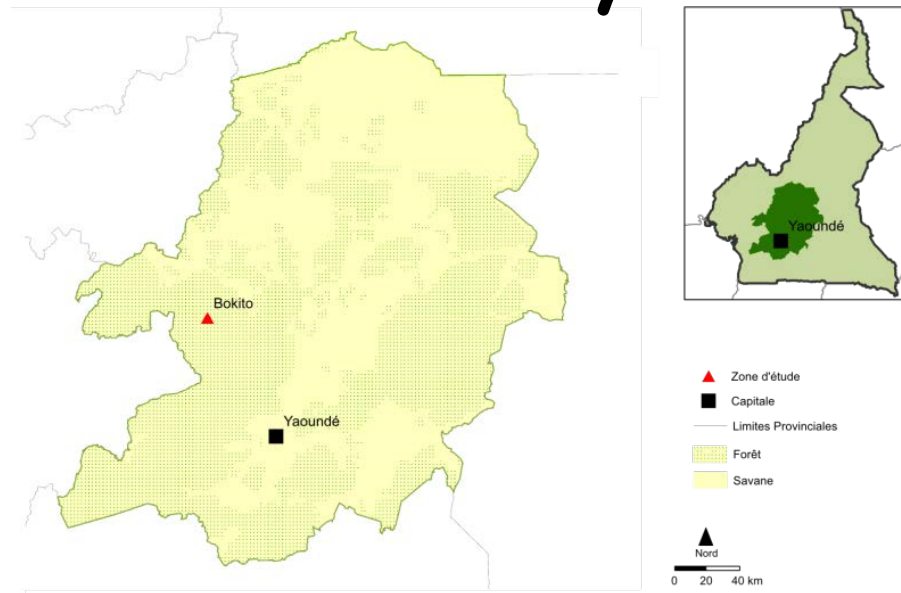 Bokito
Yaoundé
Yaoundé
Zone d'étude
Capitale
Limites Provinciales
Forêt
Savane
Nord
0 20 40 km